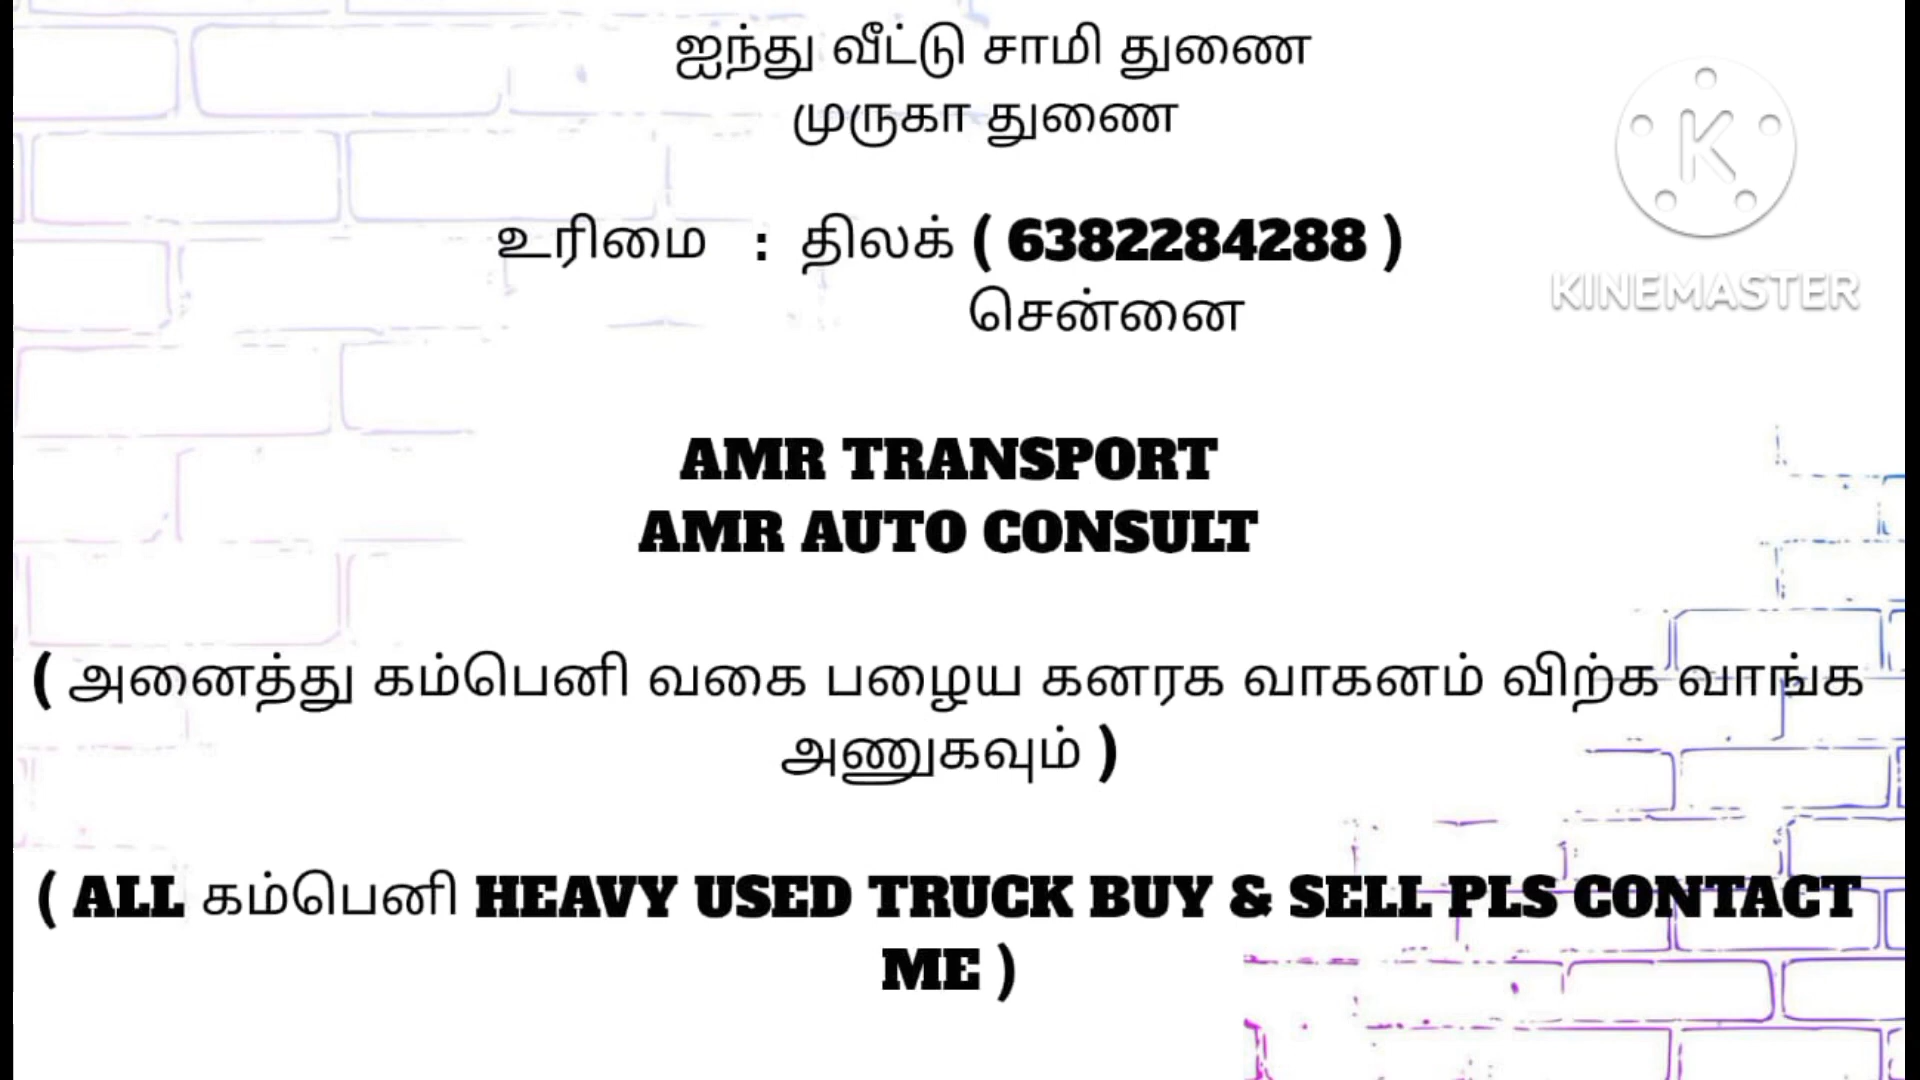 ஐந்து வீட்டு சாமி துணை
முருகா துணை
உரிமை : திலக் ( 6382284288 )
சென்னை
KINEMASTER
AMR TRANSPORT
AMR AUTO CONSULT
( அனைத்து கம்பெனி வகை பழைய கனரக வாகனம் விற்க வாங்க
அணுகவும் )
( ALL கம்பெனி HEAVY USED TRUCK BUY & SELL PLS CONTACT
ME )